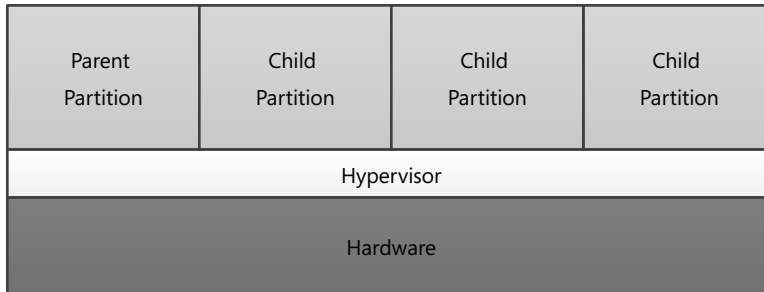 Parent
Partition
Child
Partition
Child
Partition
Child
Partition
Hypervisor
Hardware